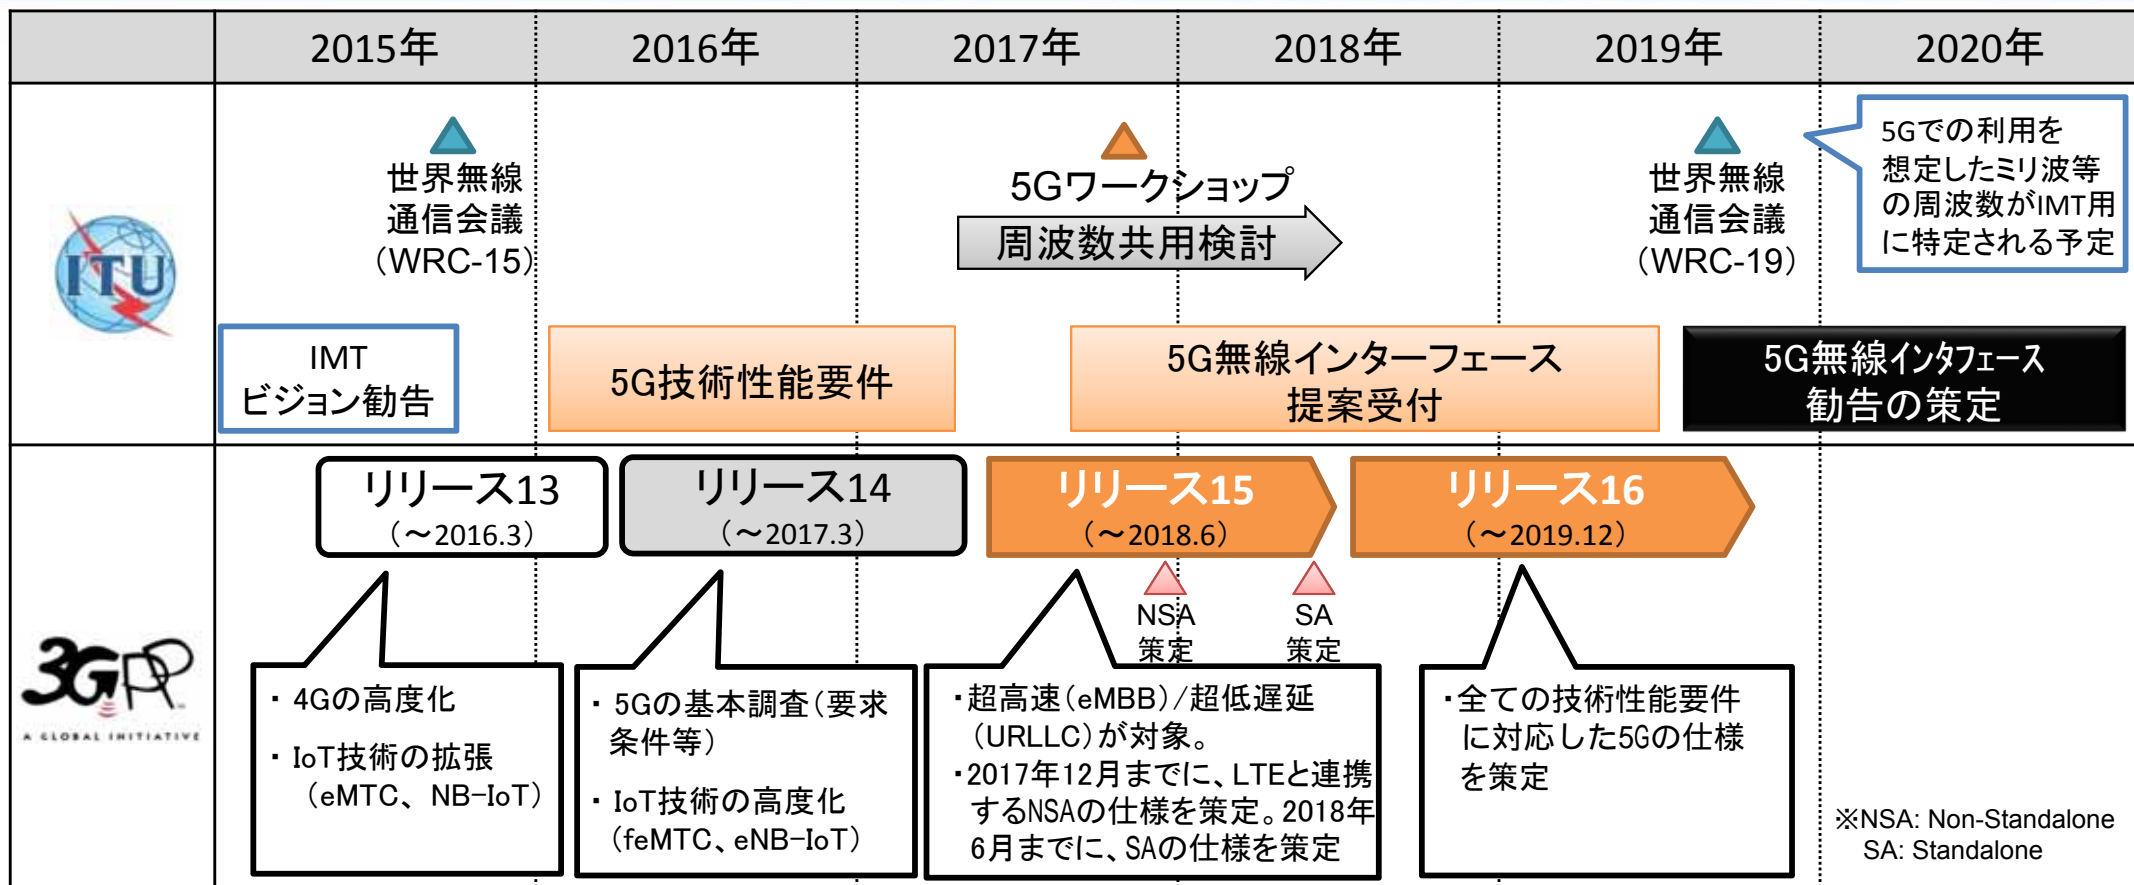 2015年
2016年
2017年
2018年
2019年
2020年
世界無線
通信会議
（WRC-15）
5Gワークショップ
周波数共用検討
世界無線
通信会議
（WRC-19）
5Gでの利用を
想定したミリ波等
の周波数がIMT用
に特定される予定
ITU
IMT
ビジョン勧告
5G技術性能要件
5G無線インターフェース
提案受付
5G無線インタフェース
勧告の策定
リリース13
（～2016.3）
リリース14
（～2017.3）
リリース15
（～2018.6）
リリース16
（～2019.12）
NSA
策定
SA
策定
3GPP
A GLOBAL INITIATIVE
・ 4Gの高度化
・ IoT技術の拡張
（eMTC、NB-IoT）
・ 5Gの基本調査（要求
条件等）
・ IoT技術の高度化
（feMTC、eNB-IoT）
・超高速（eMBB）/超低遅延
（URLLC）が対象。
・2017年12月までに、LTEと連携
するNSAの仕様を策定。2018年
6月までに、SAの仕様を策定
・全ての技術性能要件
に対応した5Gの仕様
を策定
※NSA: Non-Standalone
SA: Standalone